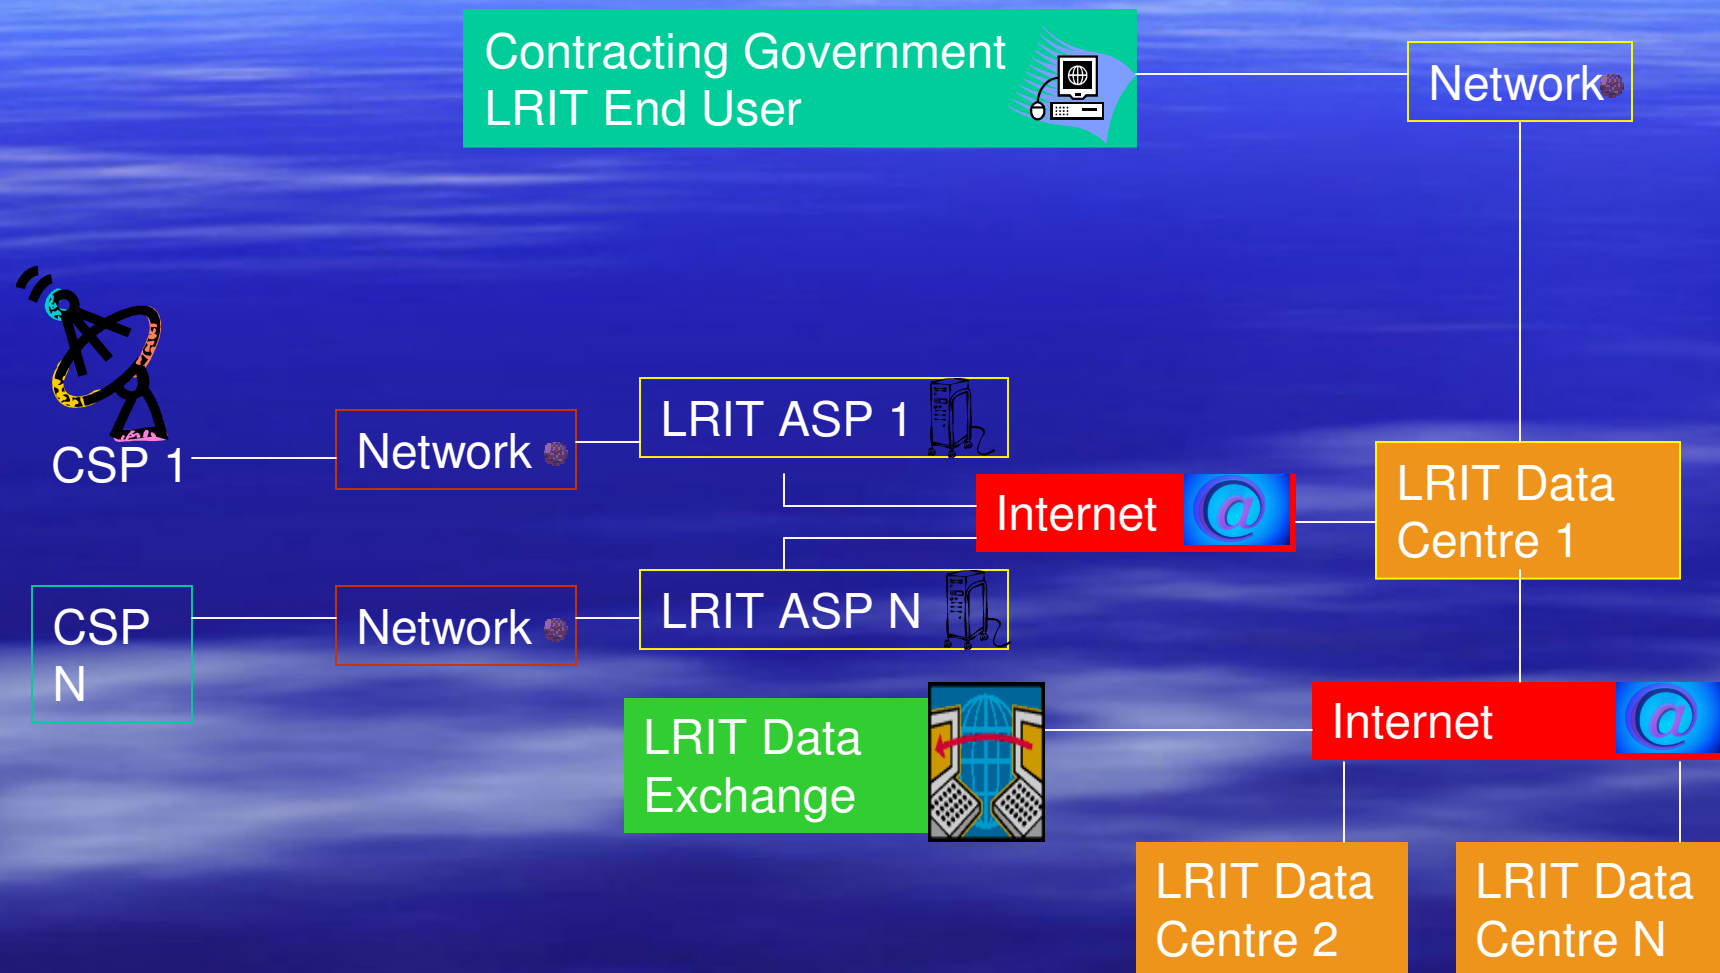 Contracting Government
LRIT End User
Network
CSP 1
Network
LRIT ASP 1
Internet
LRIT Data
Centre 1
CSP
N
Network
LRIT ASP N
LRIT Data
Exchange
Internet
LRIT Data
Centre 2
LRIT Data
Centre N